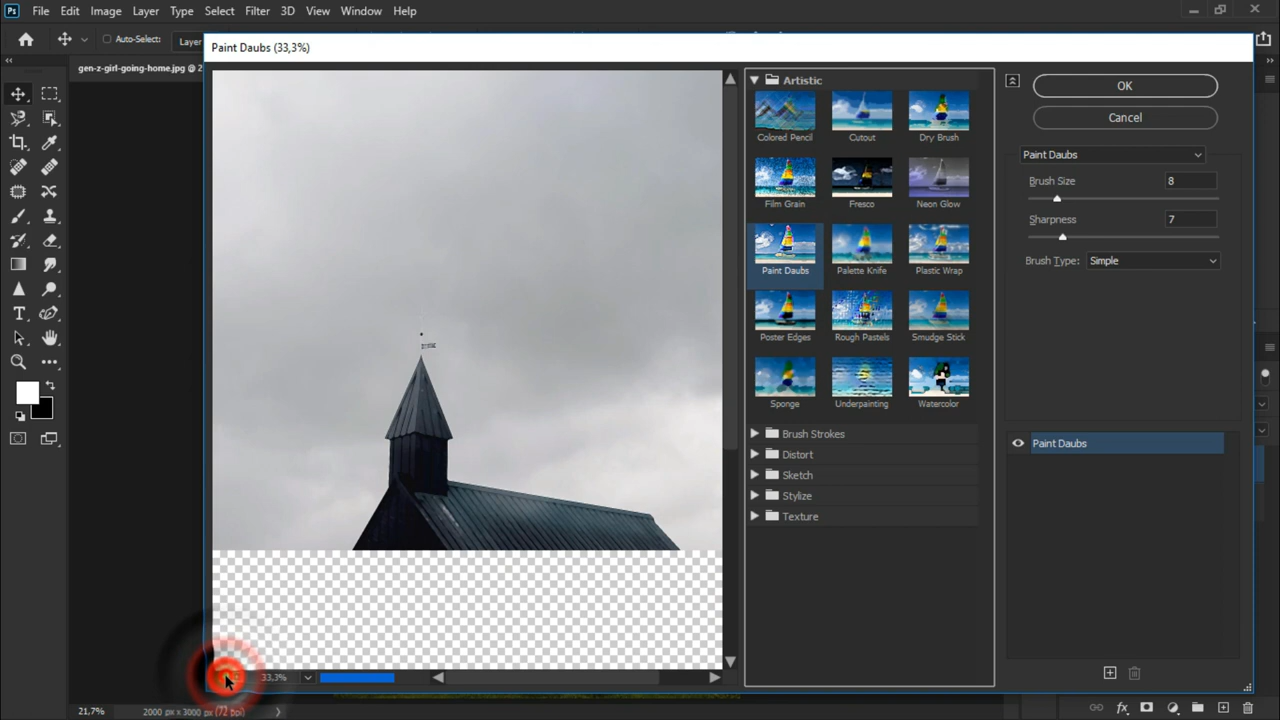 Ps File Edit Image Layer Type Select Filter 3D View Window Help
Auto-Select: Layer
Paint Daubs (33,3%)
gen-z-girl-going-home.jpg @ 2
Artistic
Colored Pencil Cutout Dry Brush
Film Grain Fresco Neon Glow
Paint Daubs Palette Knife Plastic Wrap
Poster Edges Rough Pastels Smudge Stick
Sponge Underpainting Watercolor
Brush Strokes
Distort
Sketch
Stylize
Texture
OK
Cancel
Paint Daubs
Brush Size 8
Sharpness 7
Brush Type: Simple
Paint Daubs
33,3%
21,7% 2000 px x 3000 px (72 ppi)
fx